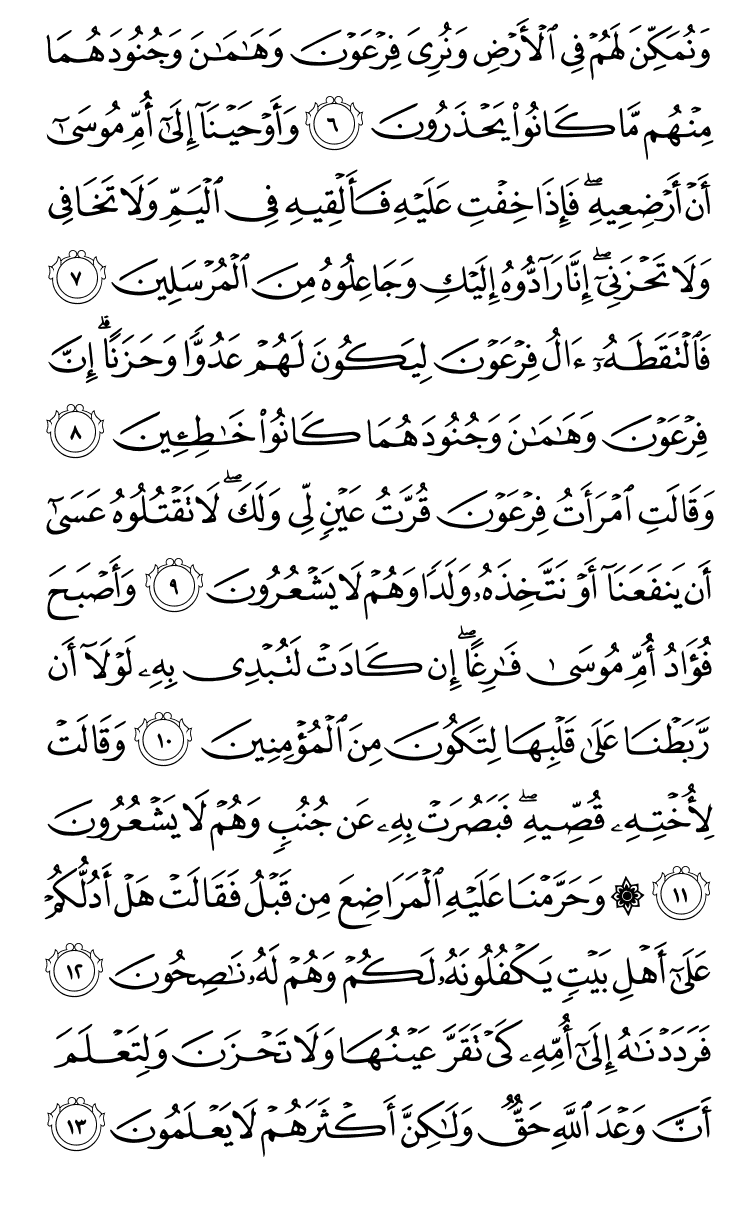 وَنُمَكِّنَ لَهُمْ فِي ٱلْأَرْضِ وَنُرِيَ فِرْعَوْنَ وَهَـٰمَـٰنَ وَجُنُودَهُمَا
مِنْهُم مَّا كَانُوا۟ يَحْذَرُونَ ٦ وَأَوْحَيْنَآ إِلَىٰٓ أُمِّ مُوسَىٰٓ
أَنْ أَرْضِعِيهِ ۖ فَإِذَا خِفْتِ عَلَيْهِ فَأَلْقِيهِ فِي ٱلْيَمِّ وَلَا تَخَافِي
وَلَا تَحْزَنِيٓ ۖ إِنَّا رَآدُّوهُ إِلَيْكِ وَجَاعِلُوهُ مِنَ ٱلْمُرْسَلِينَ ٧
فَٱلْتَقَطَهُۥٓ ءَالُ فِرْعَوْنَ لِيَكُونَ لَهُمْ عَدُوًّا وَحَزَنًا ۗ إِنَّ
فِرْعَوْنَ وَهَـٰمَـٰنَ وَجُنُودَهُمَا كَانُوا۟ خَـٰطِـِٔينَ ٨
وَقَالَتِ ٱمْرَأَتُ فِرْعَوْنَ قُرَّتُ عَيْنٍ لِّي وَلَكَ ۖ لَا تَقْتُلُوهُ عَسَىٰٓ
أَن يَنفَعَنَآ أَوْ نَتَّخِذَهُۥ وَلَدًا وَهُمْ لَا يَشْعُرُونَ ٩ وَأَصْبَحَ
فُؤَادُ أُمِّ مُوسَىٰ فَـٰرِغًا ۖ إِن كَادَتْ لَتُبْدِي بِهِۦ لَوْلَآ أَن
رَّبَطْنَا عَلَىٰ قَلْبِهَا لِتَكُونَ مِنَ ٱلْمُؤْمِنِينَ ١٠ وَقَالَتْ
لِأُخْتِهِۦ قُصِّيهِ ۖ فَبَصُرَتْ بِهِۦ عَن جُنُبٍ وَهُمْ لَا يَشْعُرُونَ
١١ ۞ وَحَرَّمْنَا عَلَيْهِ ٱلْمَرَاضِعَ مِن قَبْلُ فَقَالَتْ هَلْ أَدُلُّكُمْ
عَلَىٰٓ أَهْلِ بَيْتٍ يَكْفُلُونَهُۥ لَكُمْ وَهُمْ لَهُۥ نَـٰصِحُونَ ١٢
فَرَدَدْنَـٰهُ إِلَىٰٓ أُمِّهِۦ كَيْ تَقَرَّ عَيْنُهَا وَلَا تَحْزَنَ وَلِتَعْلَمَ
أَنَّ وَعْدَ ٱللَّهِ حَقٌّ وَلَـٰكِنَّ أَكْثَرَهُمْ لَا يَعْلَمُونَ ١٣